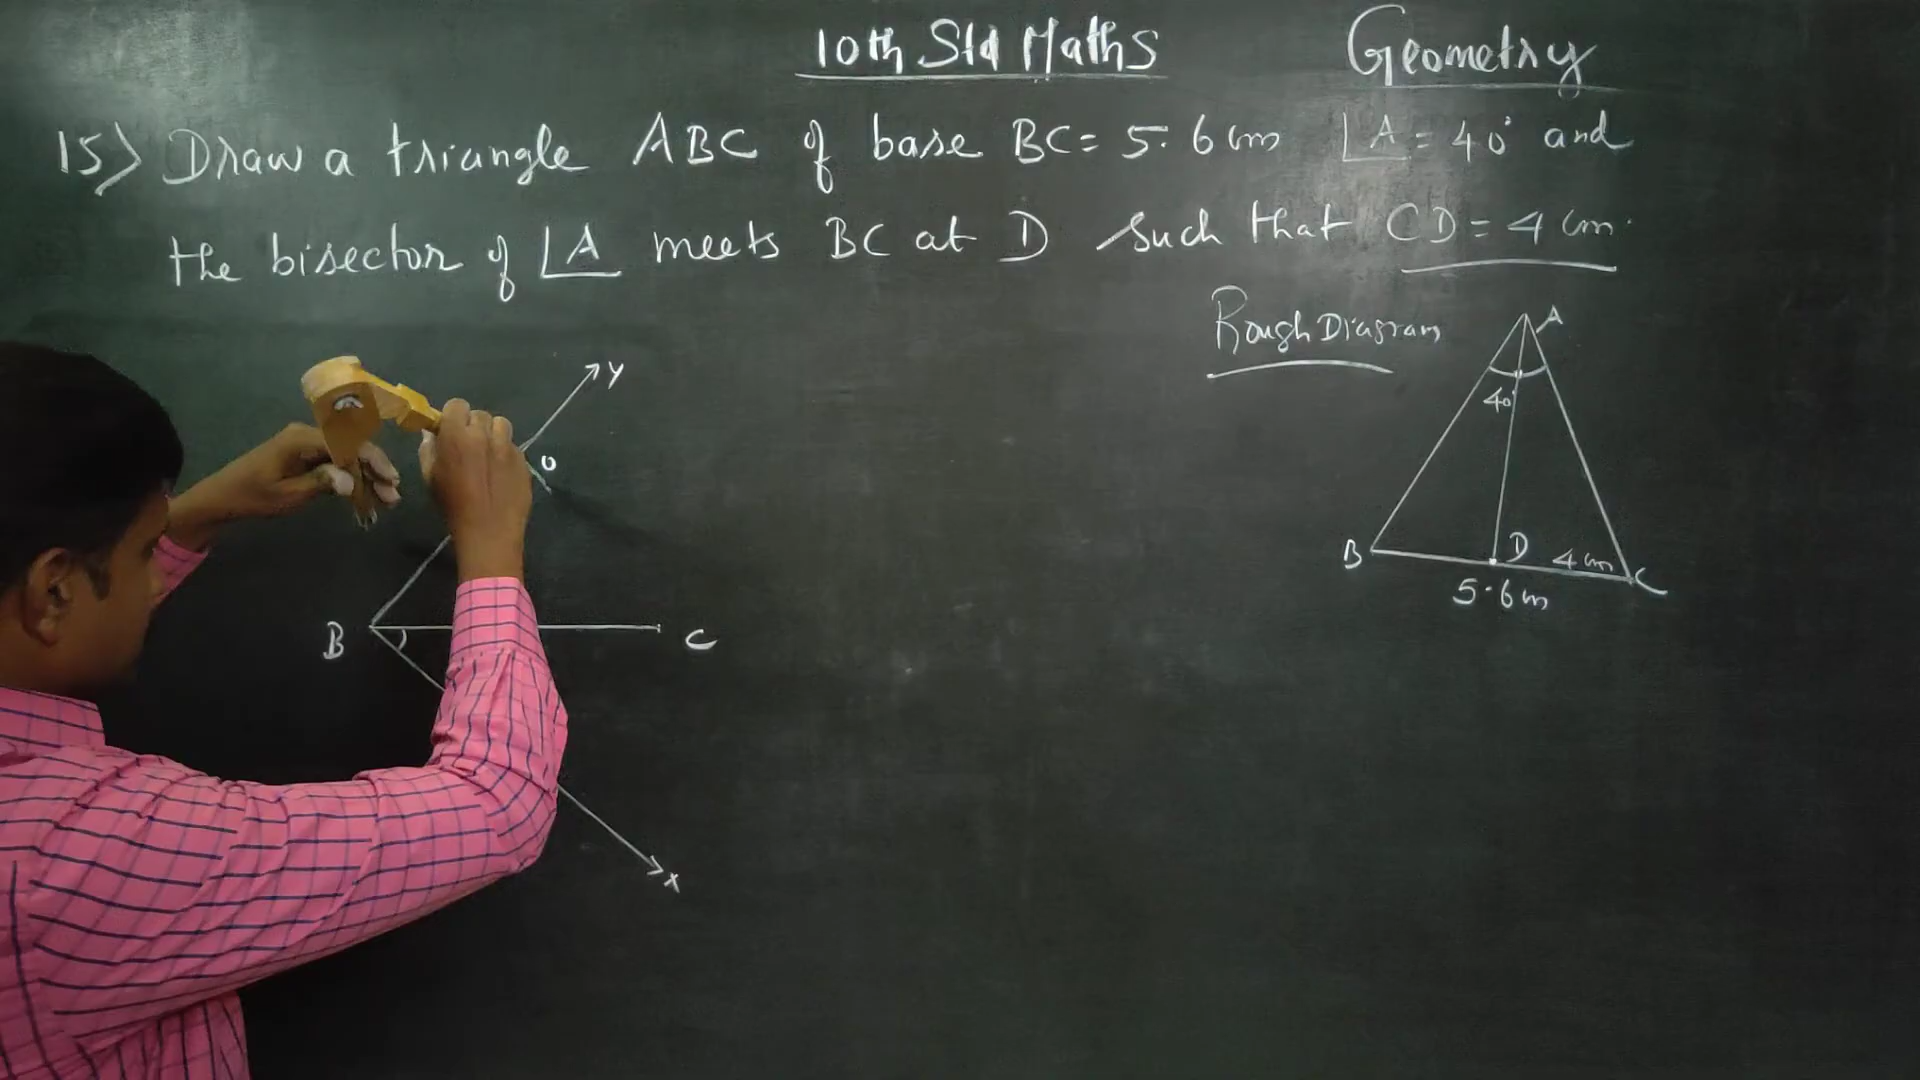 10th Std Maths Geometry
15) Draw a triangle ABC of base BC = 5.6 cm ∠A = 40° and
the bisector of ∠A meets BC at D such that CD = 4 cm.
Rough Diagram
A
40°
B
D
4 cm
C
5.6 cm
Y
O
B
C
X